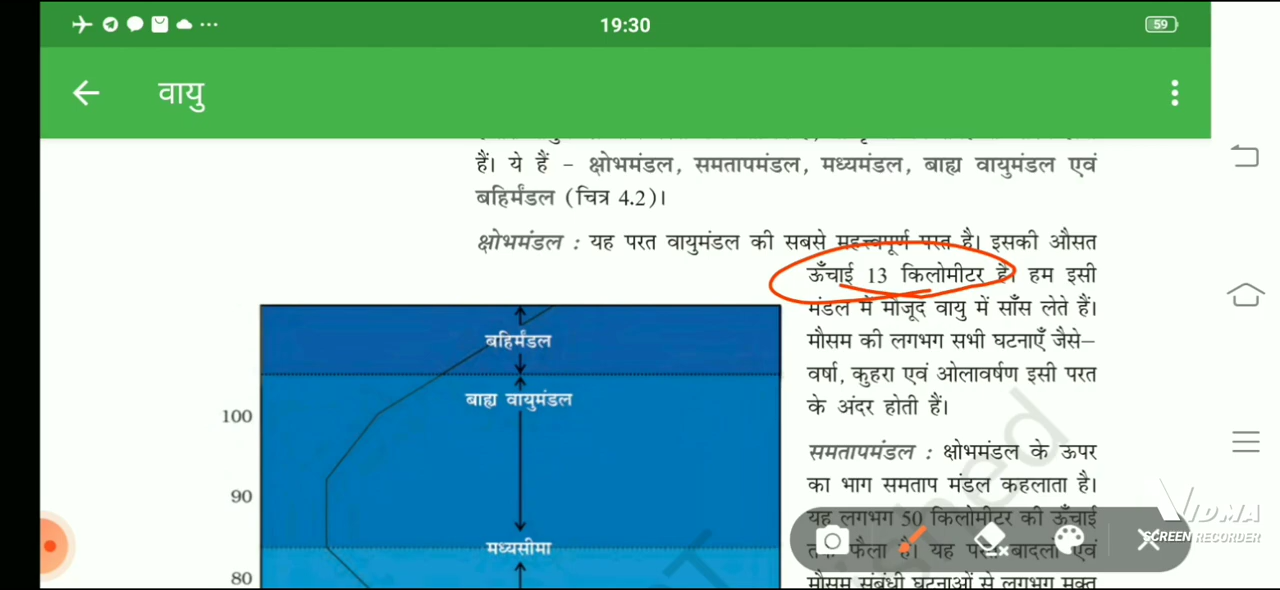 19:30
59
वायु
हैं। ये हैं – क्षोभमंडल, समतापमंडल, मध्यमंडल, बाह्य वायुमंडल एवं
बहिर्मंडल (चित्र 4.2)।
क्षोभमंडल : यह परत वायुमंडल की सबसे महत्त्वपूर्ण परत है। इसकी औसत
ऊँचाई 13 किलोमीटर है। हम इसी
मंडल में मौजूद वायु में साँस लेते हैं।
मौसम की लगभग सभी घटनाएँ जैसे–
वर्षा, कुहरा एवं ओलावर्षण इसी परत
के अंदर होती हैं।
समतापमंडल : क्षोभमंडल के ऊपर
का भाग समताप मंडल कहलाता है।
यह लगभग 50 किलोमीटर की ऊँचाई
फैला है। यह बादलों एवं
मौसम संबंधी घटनाओं से लगभग मुक्त
बहिर्मंडल
बाह्य वायुमंडल
100
90
मध्यसीमा
80
VIDMA
SCREEN RECORDER